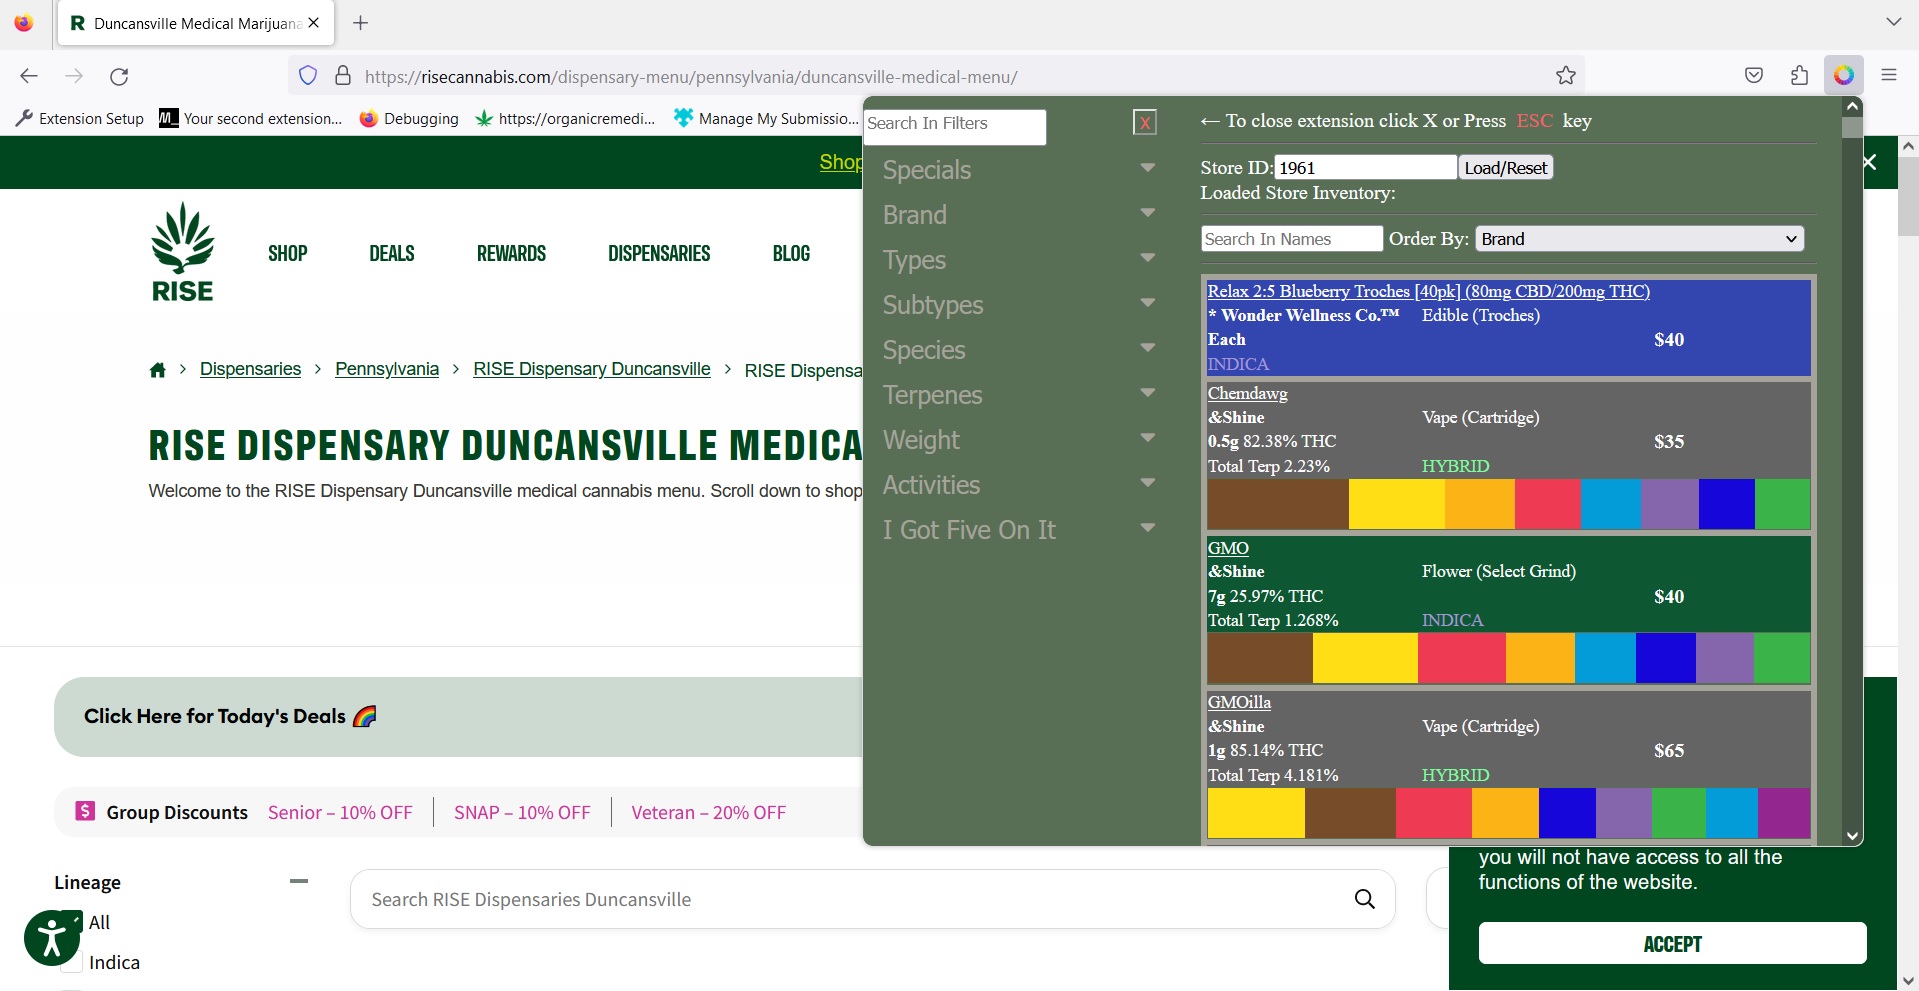 Duncansville Medical Marijuana
https://risecannabis.com/dispensary-menu/pennsylvania/duncansville-medical-menu/
Extension Setup
Your second extension...
Debugging
https://organicremedi...
Manage My Submissio...
Shop
RISE
SHOP
DEALS
REWARDS
DISPENSARIES
BLOG
Dispensaries
Pennsylvania
RISE Dispensary Duncansville
RISE Dispensa
RISE DISPENSARY DUNCANSVILLE MEDICA
Welcome to the RISE Dispensary Duncansville medical cannabis menu. Scroll down to shop
Click Here for Today's Deals 🌈
Group Discounts
Senior – 10% OFF
SNAP – 10% OFF
Veteran – 20% OFF
Lineage
All
Indica
Search RISE Dispensaries Duncansville
Search In Filters
X
Specials
Brand
Types
Subtypes
Species
Terpenes
Weight
Activities
I Got Five On It
← To close extension click X or Press ESC key
Store ID: 1961 Load/Reset
Loaded Store Inventory:
Search In Names Order By: Brand
Relax 2:5 Blueberry Troches [40pk] (80mg CBD/200mg THC)
* Wonder Wellness Co.™ Edible (Troches)
Each $40
INDICA
Chemdawg
&Shine Vape (Cartridge)
0.5g 82.38% THC $35
Total Terp 2.23% HYBRID
GMO
&Shine Flower (Select Grind)
7g 25.97% THC $40
Total Terp 1.268% INDICA
GMOilla
&Shine Vape (Cartridge)
1g 85.14% THC $65
Total Terp 4.181% HYBRID
you will not have access to all the
functions of the website.
ACCEPT